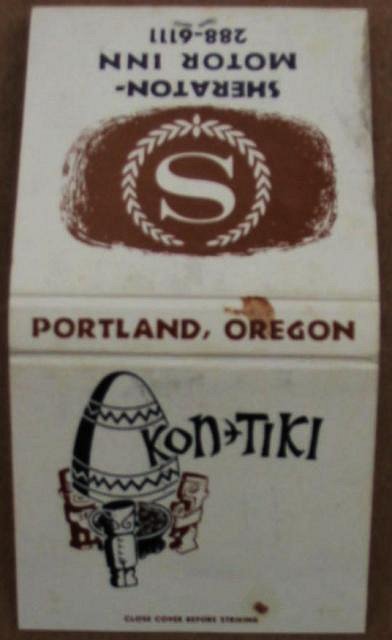 288-6111
MOTOR INN
SHERATON-
S
PORTLAND, OREGON
KON-TIKI
CLOSE COVER BEFORE STRIKING